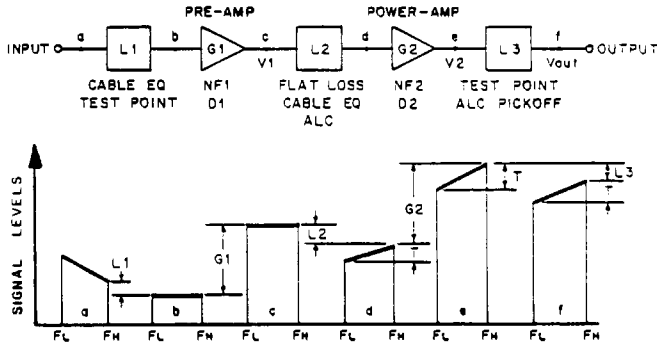 PRE-AMP POWER-AMP
a b c d e f
INPUT L1 G1 L2 G2 L3 OUTPUT
V1 V2 Vout
CABLE EQ NF1 FLAT LOSS NF2 TEST POINT
TEST POINT D1 CABLE EQ D2 ALC PICKOFF
ALC
SIGNAL LEVELS
L1
G1
L2
T
G2
T
L3
T
a b c d e f
FL FH FL FH FL FH FL FH FL FH FL FH